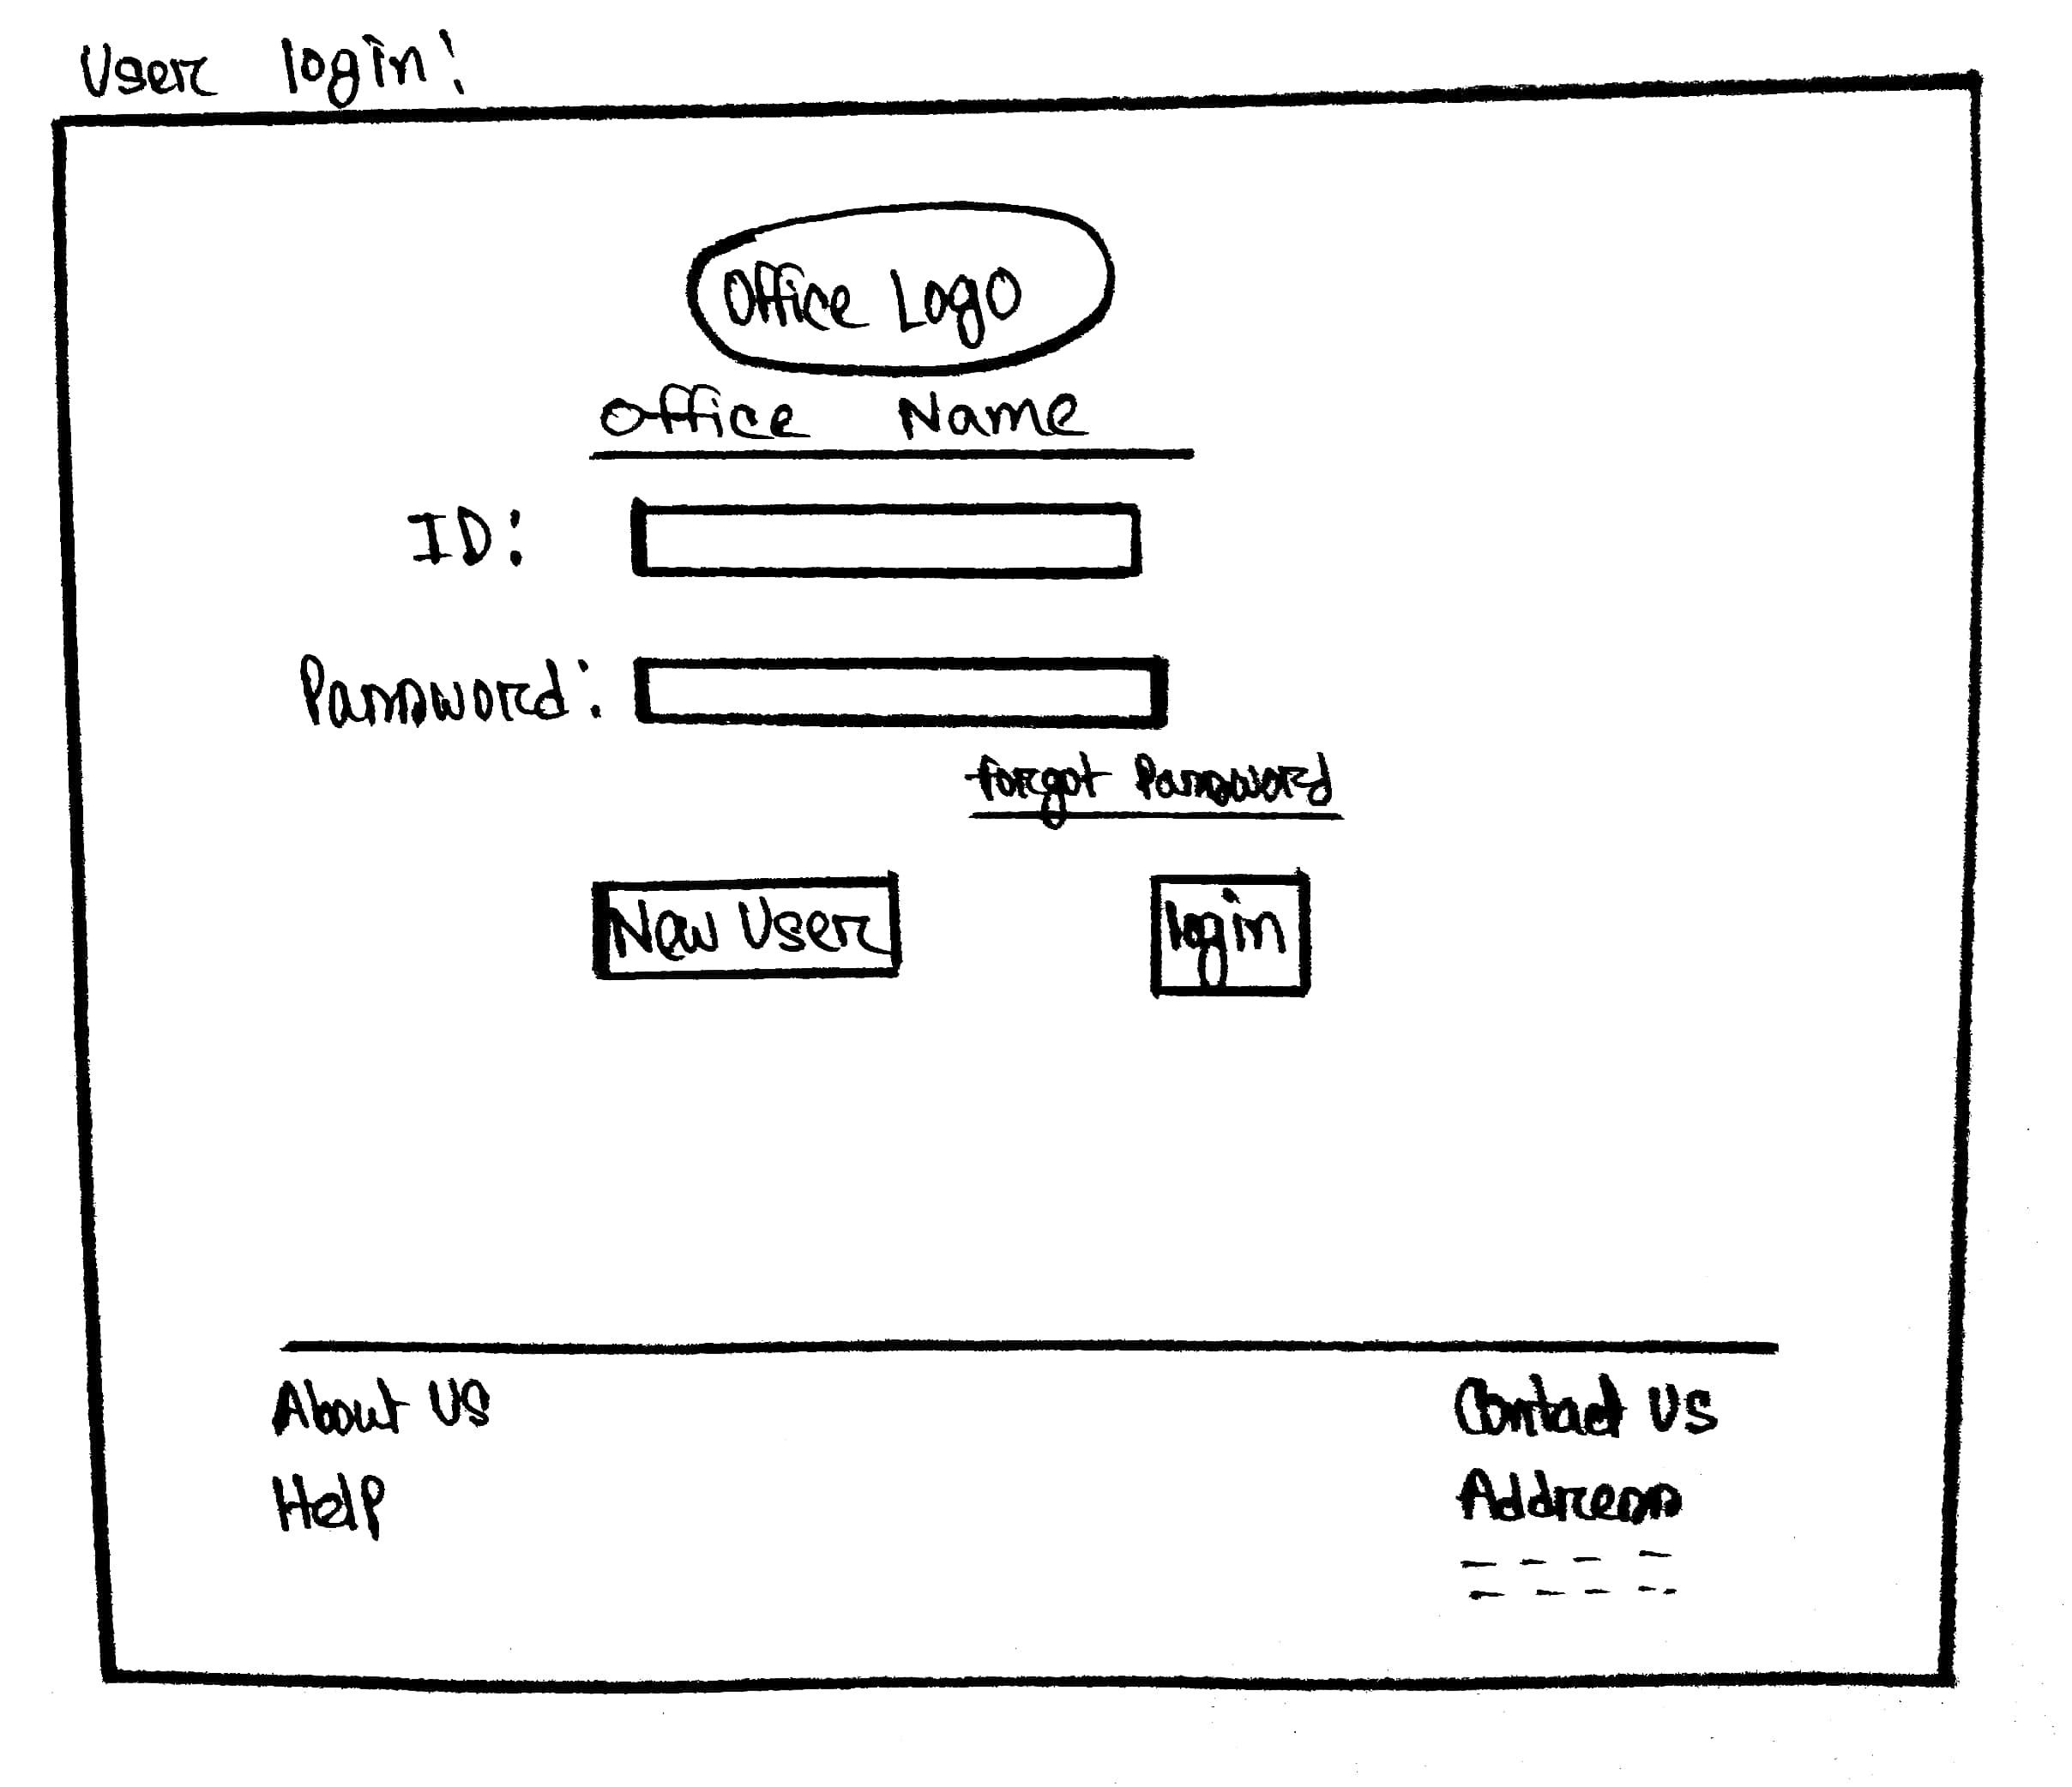 User login:
Office Logo
Office Name
ID:
Password:
Forgot Password
New User
login
About Us
Contact Us
Help
Address